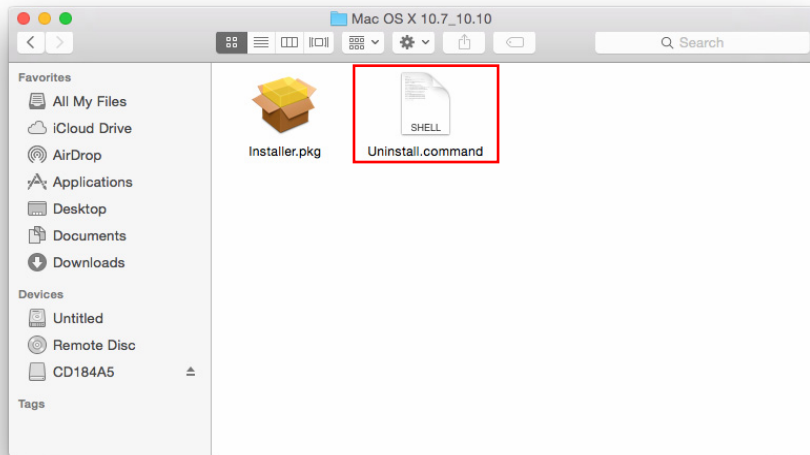 Mac OS X 10.7_10.10
Search
Favorites
All My Files
iCloud Drive
AirDrop
Applications
Desktop
Documents
Downloads
Devices
Untitled
Remote Disc
CD184A5
Tags
SHELL
Installer.pkg
Uninstall.command